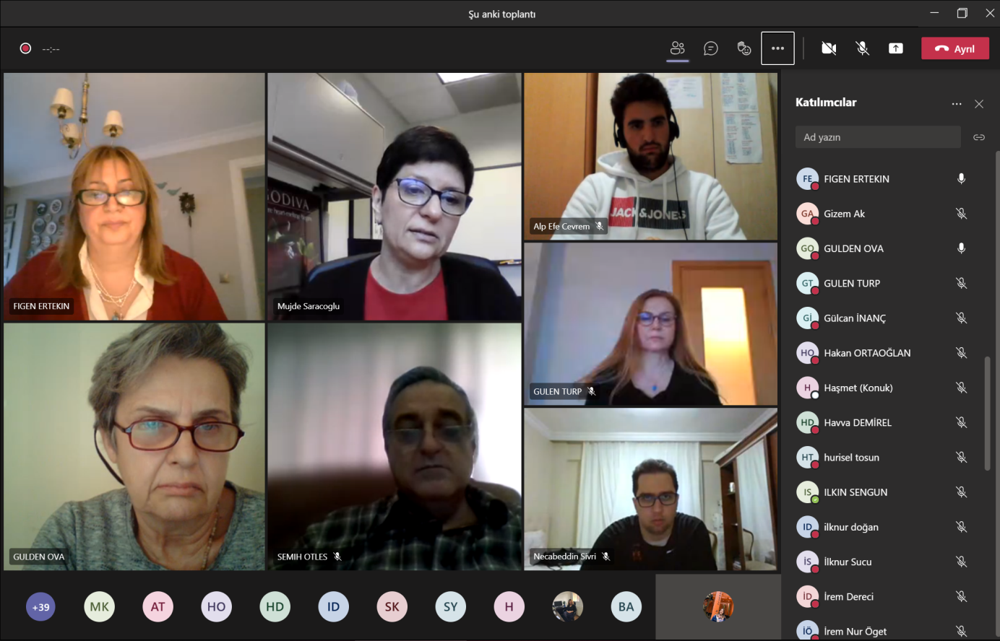 Şu anki toplantı
--:--
Ayrıl
FIGEN ERTEKIN
Mujde Saracoglu
GODIVA
Alp Efe Cevrem
JACK & JONES
GULEN TURP
GULDEN OVA
SEMIH OTLES
Necabeddin Sivri
+39
MK
AT
HO
HD
ID
SK
SY
H
BA
Katılımcılar
Ad yazın
FE FIGEN ERTEKIN
GA Gizem Ak
GO GULDEN OVA
GT GULEN TURP
Gİ Gülcan İNANÇ
HO Hakan ORTAOĞLAN
H Haşmet (Konuk)
HD Havva DEMİREL
HT hurisel tosun
IS ILKIN SENGUN
ID ilknur doğan
İS İlknur Sucu
İD İrem Dereci
İÖ İrem Nur Öget